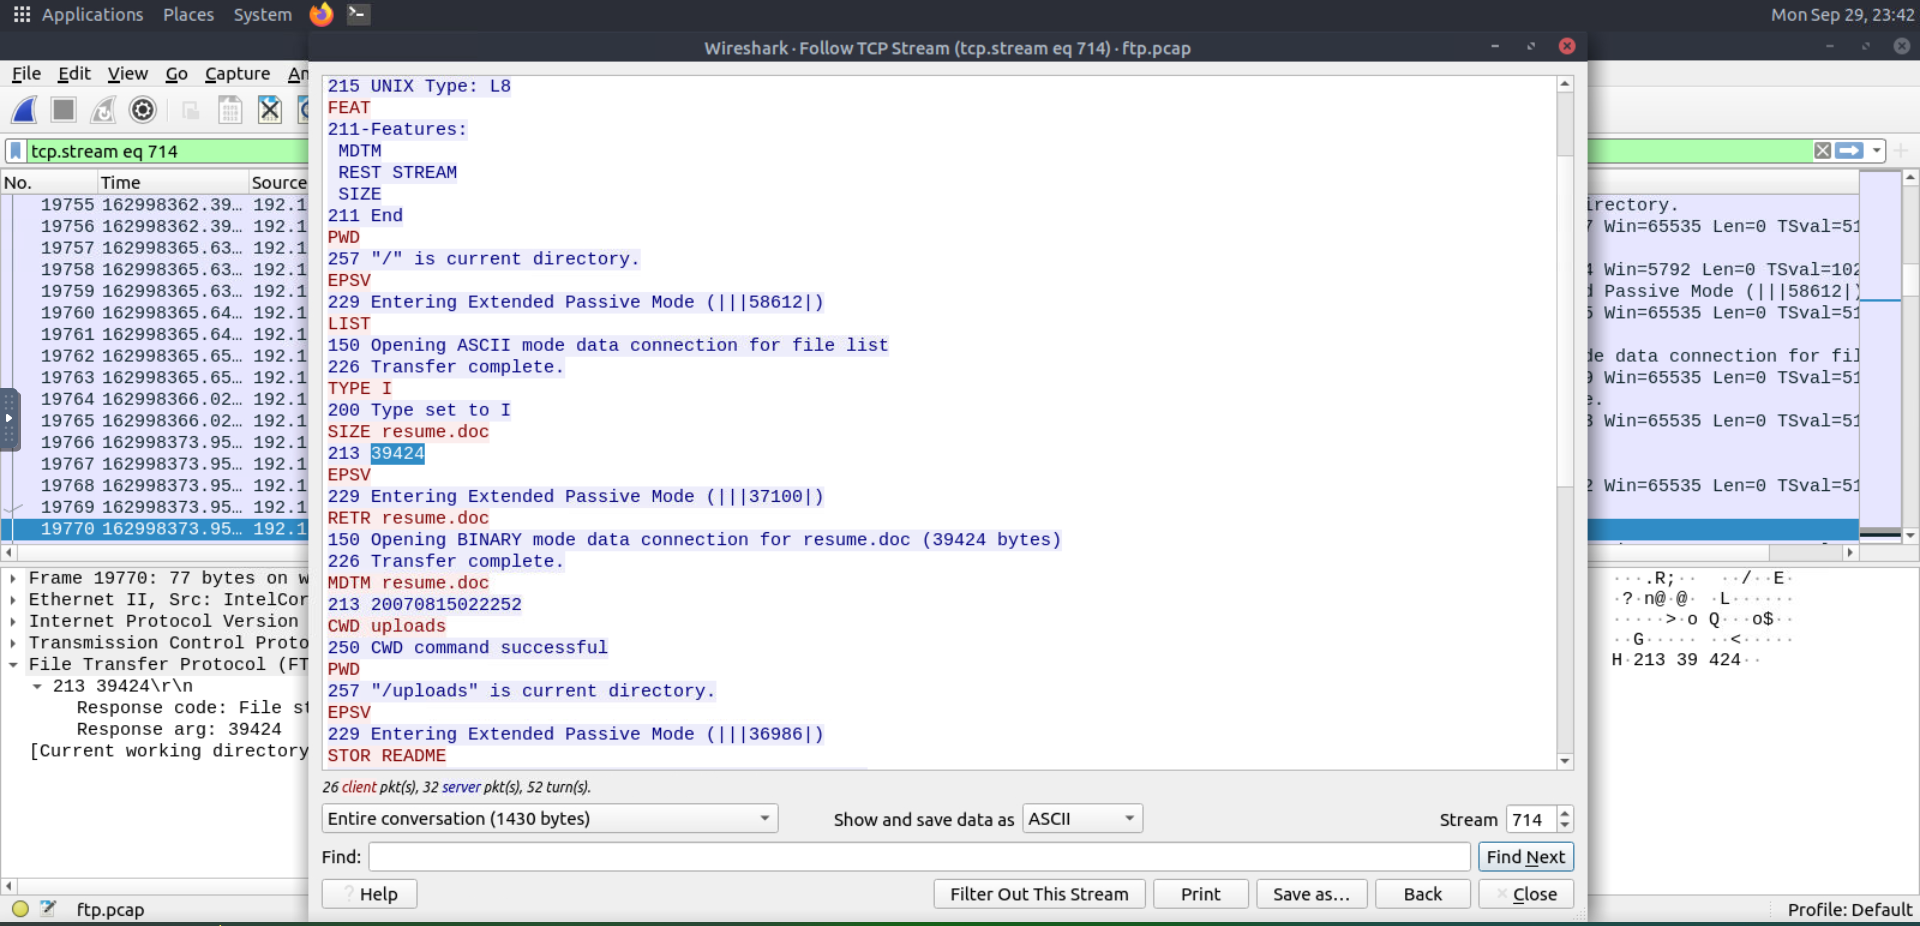 Applications Places System
Mon Sep 29, 23:42
Wireshark · Follow TCP Stream (tcp.stream eq 714) · ftp.pcap
File Edit View Go Capture An
tcp.stream eq 714
No. Time Source
19755 162998362.39… 192.1
19756 162998362.39… 192.1
19757 162998365.63… 192.1
19758 162998365.63… 192.1
19759 162998365.63… 192.1
19760 162998365.64… 192.1
19761 162998365.64… 192.1
19762 162998365.65… 192.1
19763 162998365.65… 192.1
19764 162998366.02… 192.1
19765 162998366.02… 192.1
19766 162998373.95… 192.1
19767 162998373.95… 192.1
19768 162998373.95… 192.1
19769 162998373.95… 192.1
19770 162998373.95… 192.1
Frame 19770: 77 bytes on w
Ethernet II, Src: IntelCor
Internet Protocol Version
Transmission Control Proto
File Transfer Protocol (FT
213 39424\r\n
Response code: File st
Response arg: 39424
[Current working directory
215 UNIX Type: L8
FEAT
211-Features:
MDTM
REST STREAM
SIZE
211 End
PWD
257 "/" is current directory.
EPSV
229 Entering Extended Passive Mode (|||58612|)
LIST
150 Opening ASCII mode data connection for file list
226 Transfer complete.
TYPE I
200 Type set to I
SIZE resume.doc
213 39424
EPSV
229 Entering Extended Passive Mode (|||37100|)
RETR resume.doc
150 Opening BINARY mode data connection for resume.doc (39424 bytes)
226 Transfer complete.
MDTM resume.doc
213 20070815022252
CWD uploads
250 CWD command successful
PWD
257 "/uploads" is current directory.
EPSV
229 Entering Extended Passive Mode (|||36986|)
STOR README
26 client pkt(s), 32 server pkt(s), 52 turn(s).
Entire conversation (1430 bytes)
Show and save data as ASCII
Stream 714
Find:
Find Next
Help
Filter Out This Stream
Print
Save as…
Back
Close
irectory.
7 Win=65535 Len=0 TSval=51
4 Win=5792 Len=0 TSval=102
d Passive Mode (|||58612|)
5 Win=65535 Len=0 TSval=51
de data connection for fil
9 Win=65535 Len=0 TSval=51
e.
3 Win=65535 Len=0 TSval=51
2 Win=65535 Len=0 TSval=51
····.R;·· ··/··E·
·?·n@·@· ·L······
·····>·o Q···o$··
··G····· ··<·····
H·213 39 424··
ftp.pcap
Profile: Default